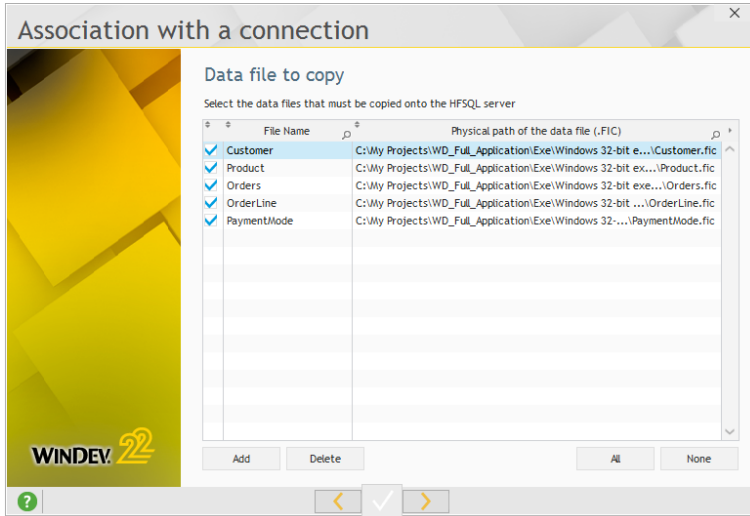 Association with a connection
Data file to copy
Select the data files that must be copied onto the HFSQL server
File Name Physical path of the data file (.FIC)
Customer C:\My Projects\WD_Full_Application\Exe\Windows 32-bit e...\Customer.fic
Product C:\My Projects\WD_Full_Application\Exe\Windows 32-bit ex...\Product.fic
Orders C:\My Projects\WD_Full_Application\Exe\Windows 32-bit exe...\Orders.fic
OrderLine C:\My Projects\WD_Full_Application\Exe\Windows 32-bit ...\OrderLine.fic
PaymentMode C:\My Projects\WD_Full_Application\Exe\Windows 32-...\PaymentMode.fic
WINDEV. 22
Add Delete All None
?